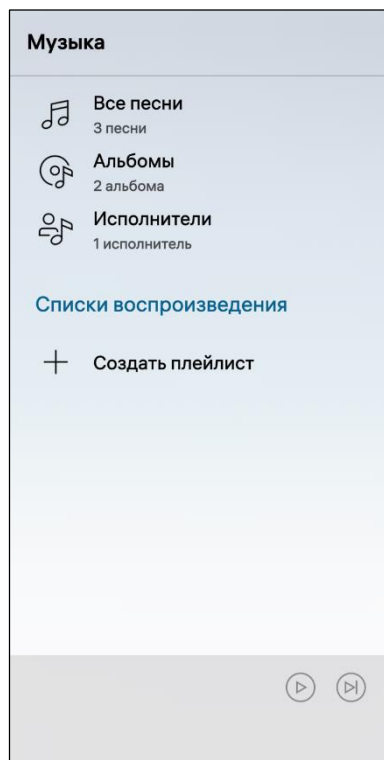 Музыка
Все песни
3 песни
Альбомы
2 альбома
Исполнители
1 исполнитель
Списки воспроизведения
Создать плейлист